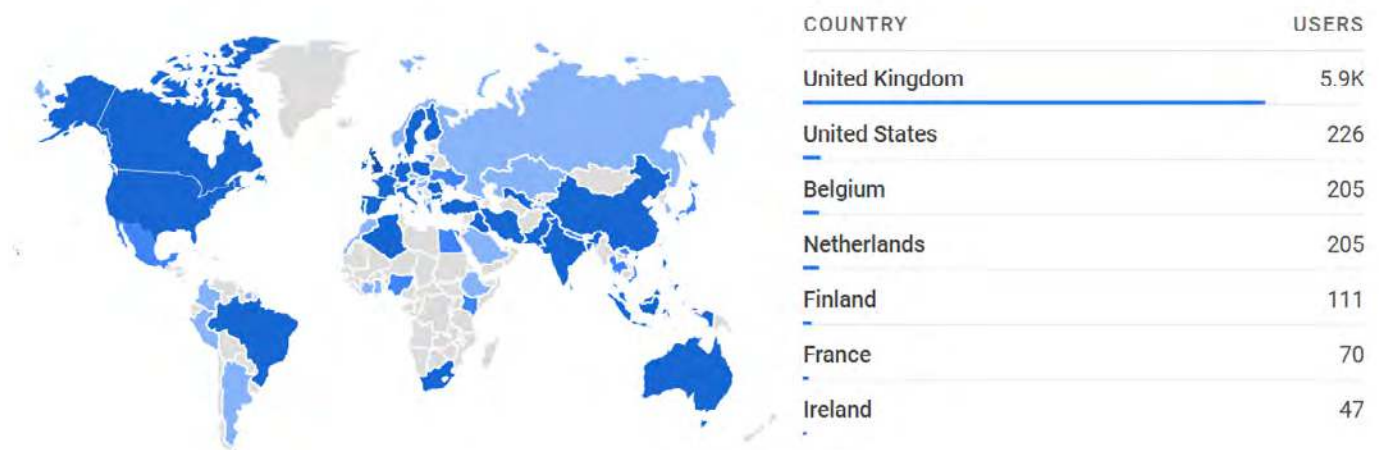 COUNTRY USERS
United Kingdom 5.9K
United States 226
Belgium 205
Netherlands 205
Finland 111
France 70
Ireland 47